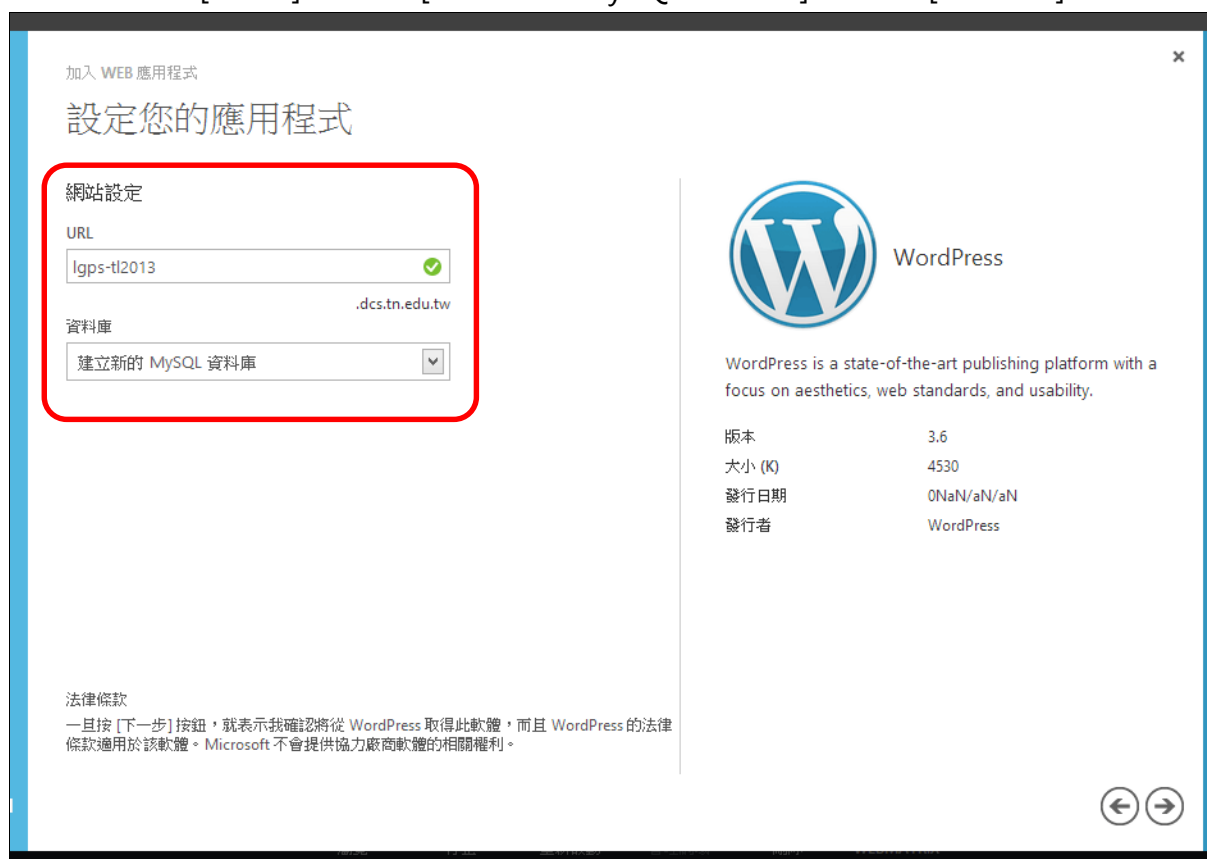 加入 WEB 應用程式
設定您的應用程式
網站設定
URL
lgps-tl2013
.dcs.tn.edu.tw
資料庫
建立新的 MySQL 資料庫
WordPress
WordPress is a state-of-the-art publishing platform with a
focus on aesthetics, web standards, and usability.
版本 3.6
大小 (K) 4530
發行日期 0NaN/aN/aN
發行者 WordPress
法律條款
一旦按 [下一步] 按鈕，就表示我確認將從 WordPress 取得此軟體，而且 WordPress 的法律
條款適用於該軟體。Microsoft 不會提供協力廠商軟體的相關權利。